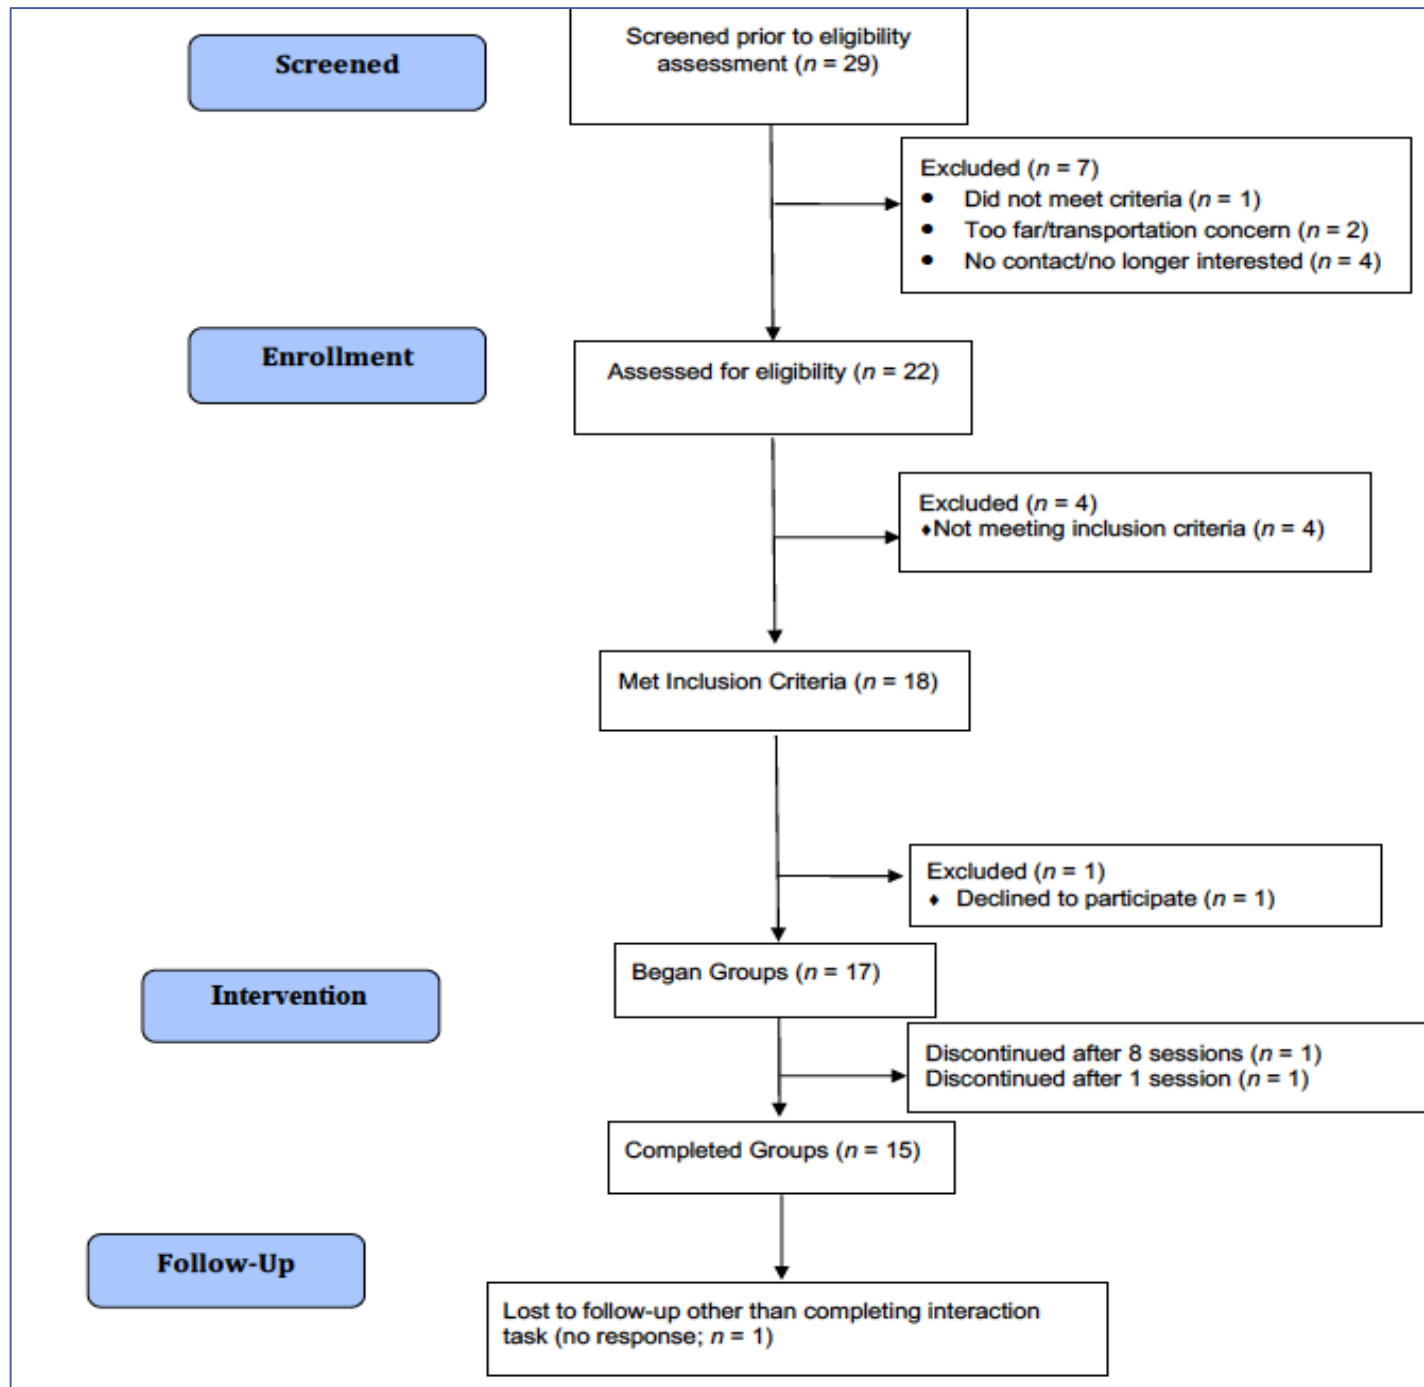 Screened
Screened prior to eligibility
assessment (n = 29)
Excluded (n = 7)
• Did not meet criteria (n = 1)
• Too far/transportation concern (n = 2)
• No contact/no longer interested (n = 4)
Enrollment
Assessed for eligibility (n = 22)
Excluded (n = 4)
♦Not meeting inclusion criteria (n = 4)
Met Inclusion Criteria (n = 18)
Excluded (n = 1)
♦ Declined to participate (n = 1)
Intervention
Began Groups (n = 17)
Discontinued after 8 sessions (n = 1)
Discontinued after 1 session (n = 1)
Completed Groups (n = 15)
Follow-Up
Lost to follow-up other than completing interaction
task (no response; n = 1)